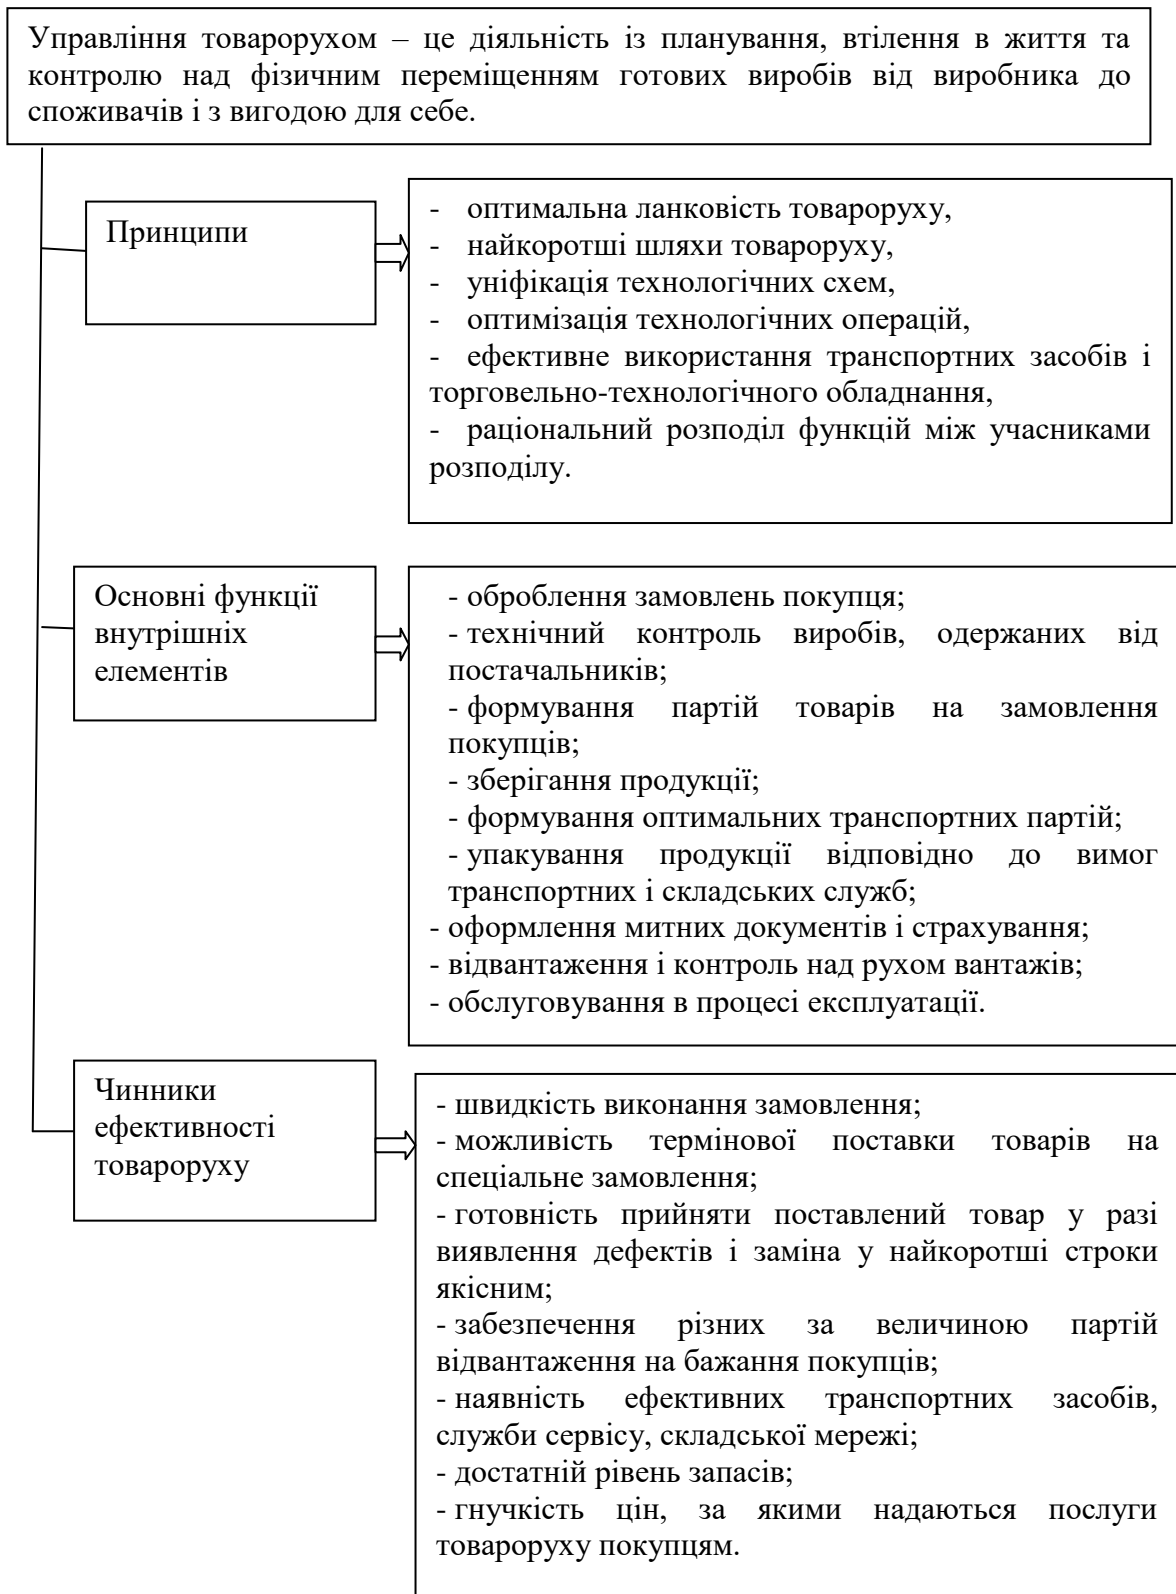 Управління товарорухом – це діяльність із планування, втілення в життя та
контролю над фізичним переміщенням готових виробів від виробника до
споживачів і з вигодою для себе.
Принципи
- оптимальна ланковість товароруху,
- найкоротші шляхи товароруху,
- уніфікація технологічних схем,
- оптимізація технологічних операцій,
- ефективне використання транспортних засобів і
торговельно-технологічного обладнання,
- раціональний розподіл функцій між учасниками
розподілу.
Основні функції
внутрішніх
елементів
- оброблення замовлень покупця;
- технічний контроль виробів, одержаних від
постачальників;
- формування партій товарів на замовлення
покупців;
- зберігання продукції;
- формування оптимальних транспортних партій;
- упакування продукції відповідно до вимог
транспортних і складських служб;
- оформлення митних документів і страхування;
- відвантаження і контроль над рухом вантажів;
- обслуговування в процесі експлуатації.
Чинники
ефективності
товароруху
- швидкість виконання замовлення;
- можливість термінової поставки товарів на
спеціальне замовлення;
- готовність прийняти поставлений товар у разі
виявлення дефектів і заміна у найкоротші строки
якісним;
- забезпечення різних за величиною партій
відвантаження на бажання покупців;
- наявність ефективних транспортних засобів,
служби сервісу, складської мережі;
- достатній рівень запасів;
- гнучкість цін, за якими надаються послуги
товароруху покупцям.